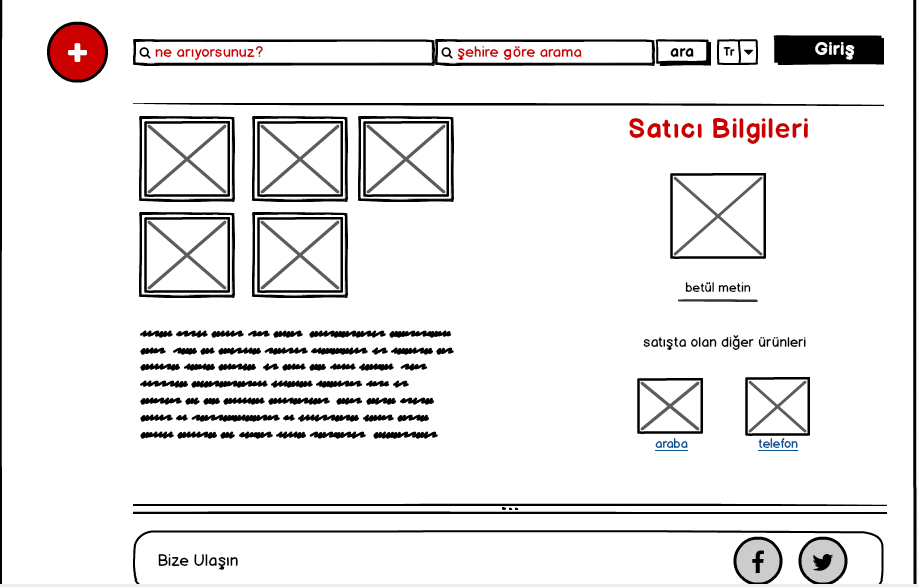 ne arıyorsunuz?
şehire göre arama
ara
Tr
Giriş
Satıcı Bilgileri
betül metin
satışta olan diğer ürünleri
araba
telefon
Bize Ulaşın